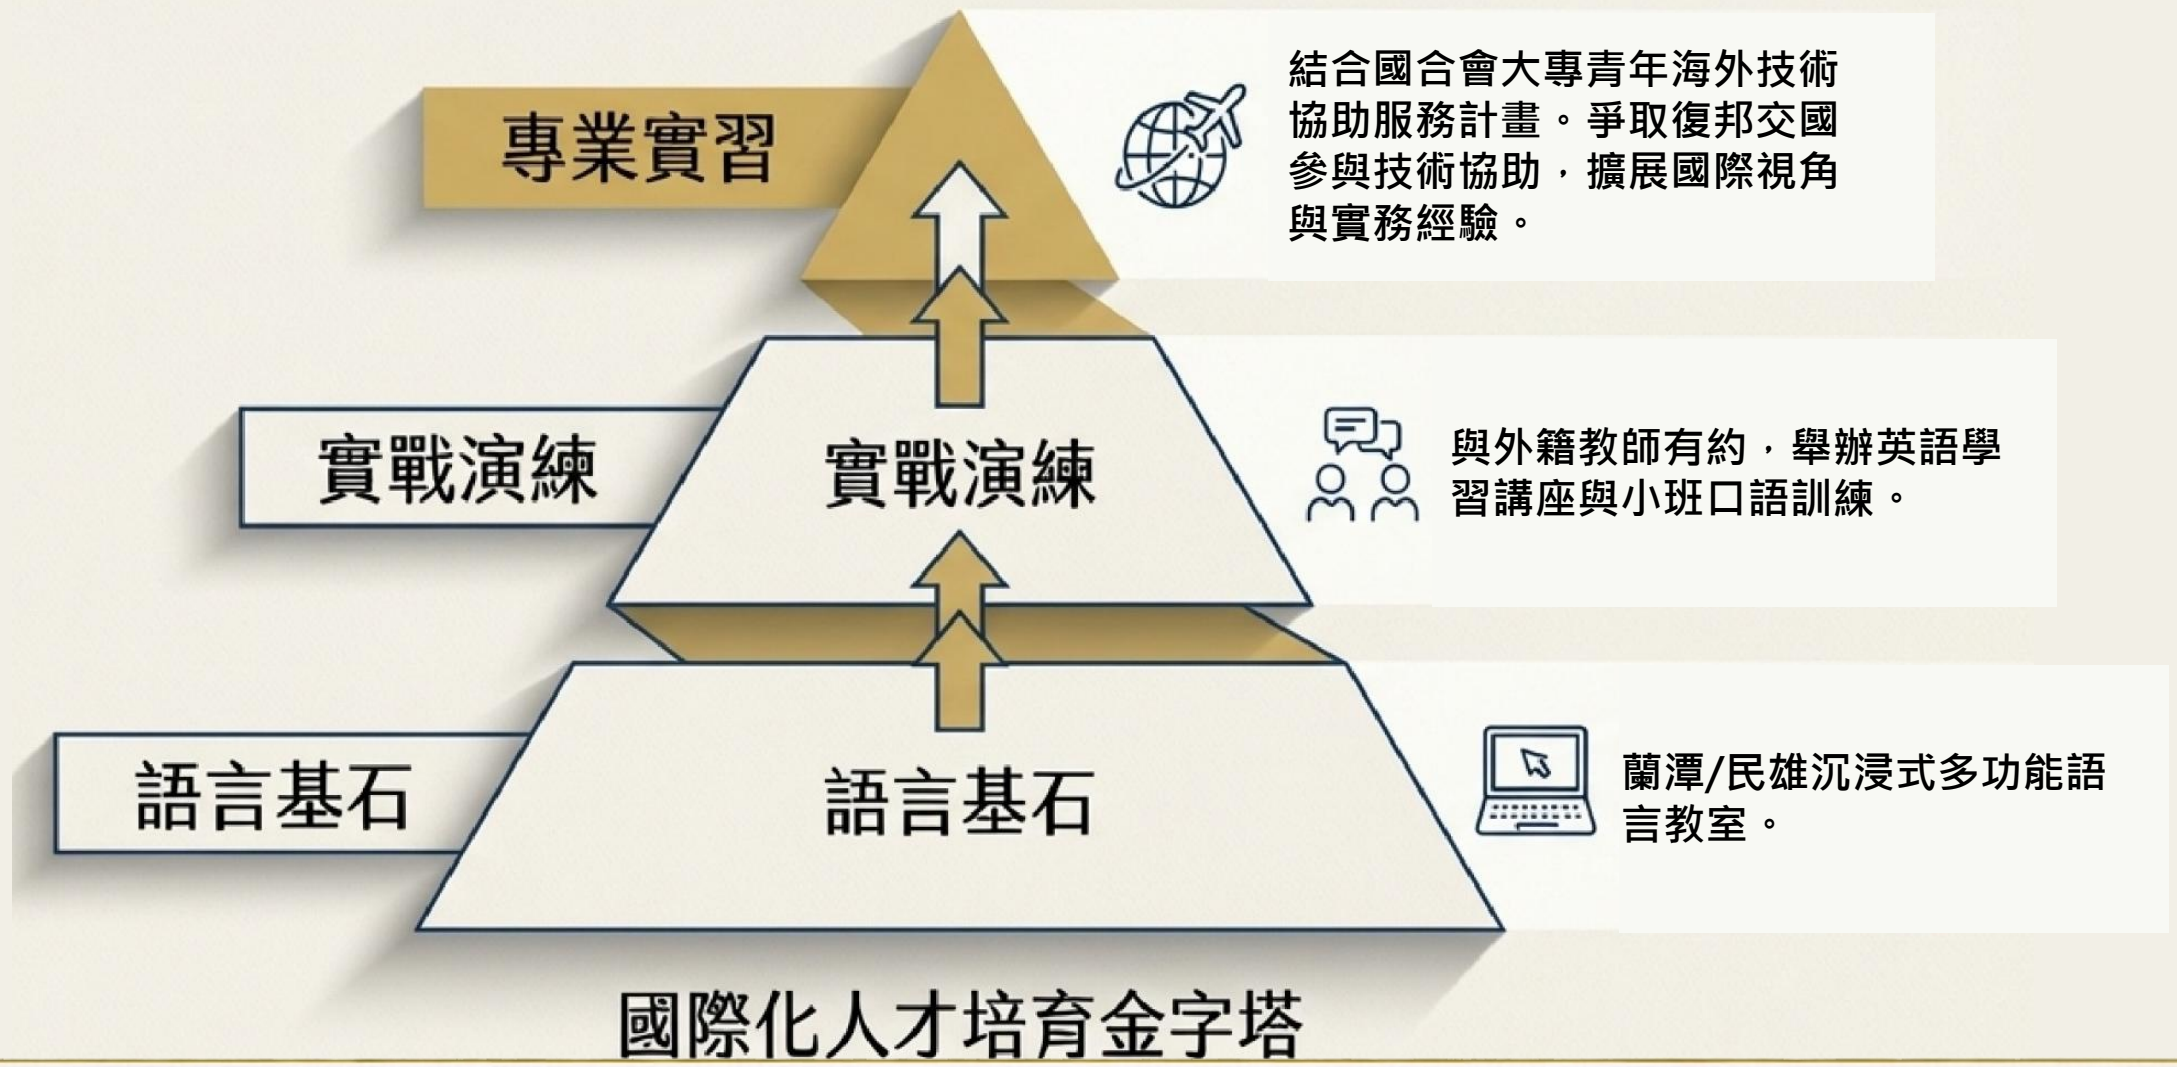 專業實習
結合國合會大專青年海外技術
協助服務計畫。爭取復邦交國
參與技術協助，擴展國際視角
與實務經驗。
實戰演練
實戰演練
與外籍教師有約，舉辦英語學
習講座與小班口語訓練。
語言基石
語言基石
蘭潭/民雄沉浸式多功能語
言教室。
國際化人才培育金字塔